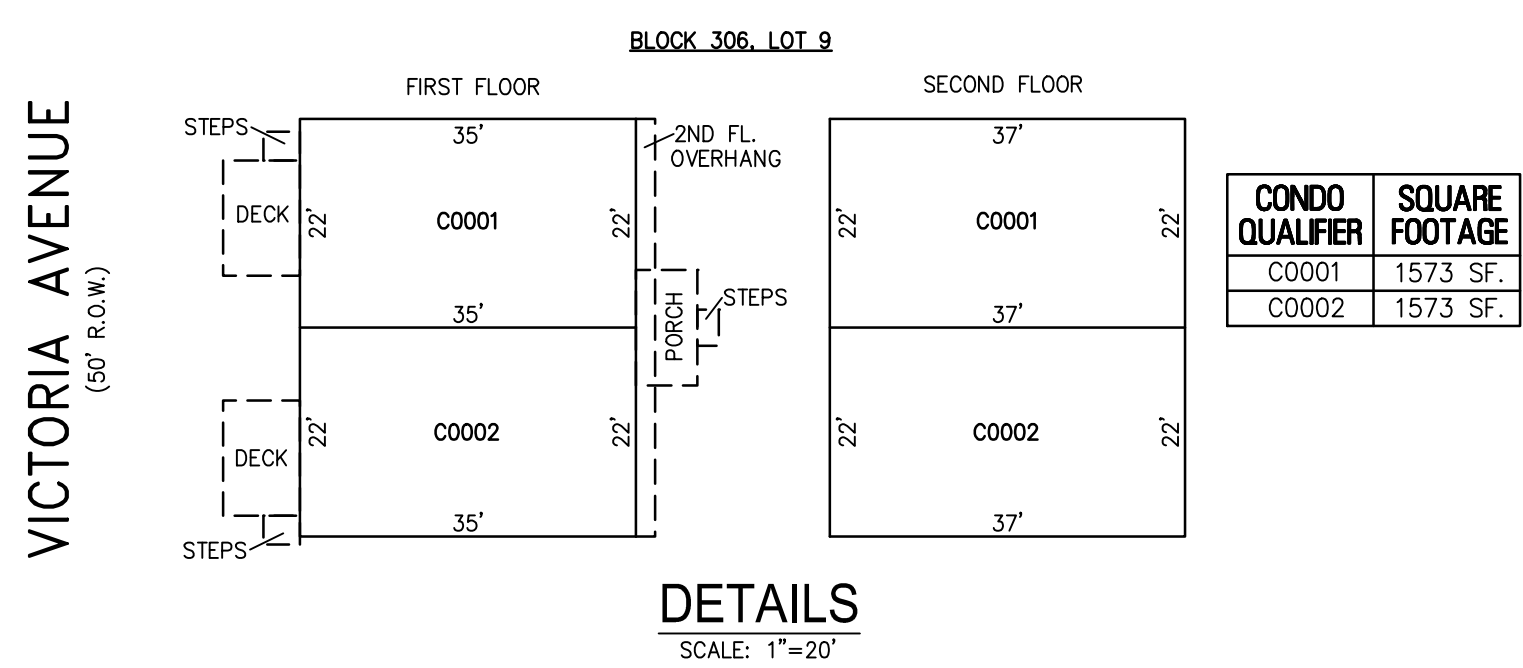 BLOCK 306, LOT 9
VICTORIA AVENUE
(50' R.O.W.)
FIRST FLOOR
STEPS
35'
2ND FL.
OVERHANG
DECK
22'
C0001
22'
35'
PORCH
STEPS
DECK
22'
C0002
22'
35'
STEPS
SECOND FLOOR
37'
22'
C0001
22'
37'
22'
C0002
22'
37'
CONDO QUALIFIER
SQUARE FOOTAGE
C0001 1573 SF.
C0002 1573 SF.
DETAILS
SCALE: 1"=20'